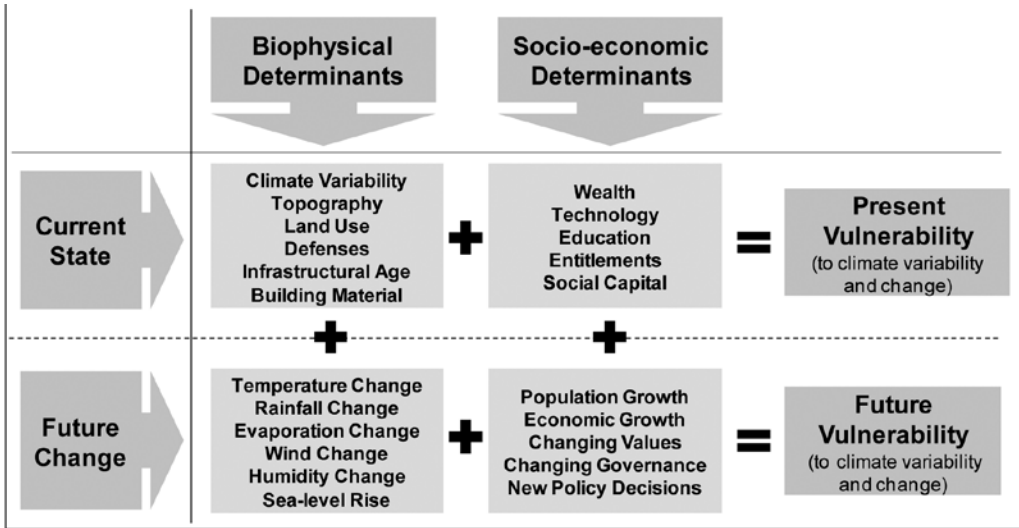 Biophysical
Determinants
Socio-economic
Determinants
Current
State
Climate Variability
Topography
Land Use
Defenses
Infrastructural Age
Building Material
+
Wealth
Technology
Education
Entitlements
Social Capital
=
Present
Vulnerability
(to climate variability
and change)
+
+
Future
Change
Temperature Change
Rainfall Change
Evaporation Change
Wind Change
Humidity Change
Sea-level Rise
+
Population Growth
Economic Growth
Changing Values
Changing Governance
New Policy Decisions
=
Future
Vulnerability
(to climate variability
and change)